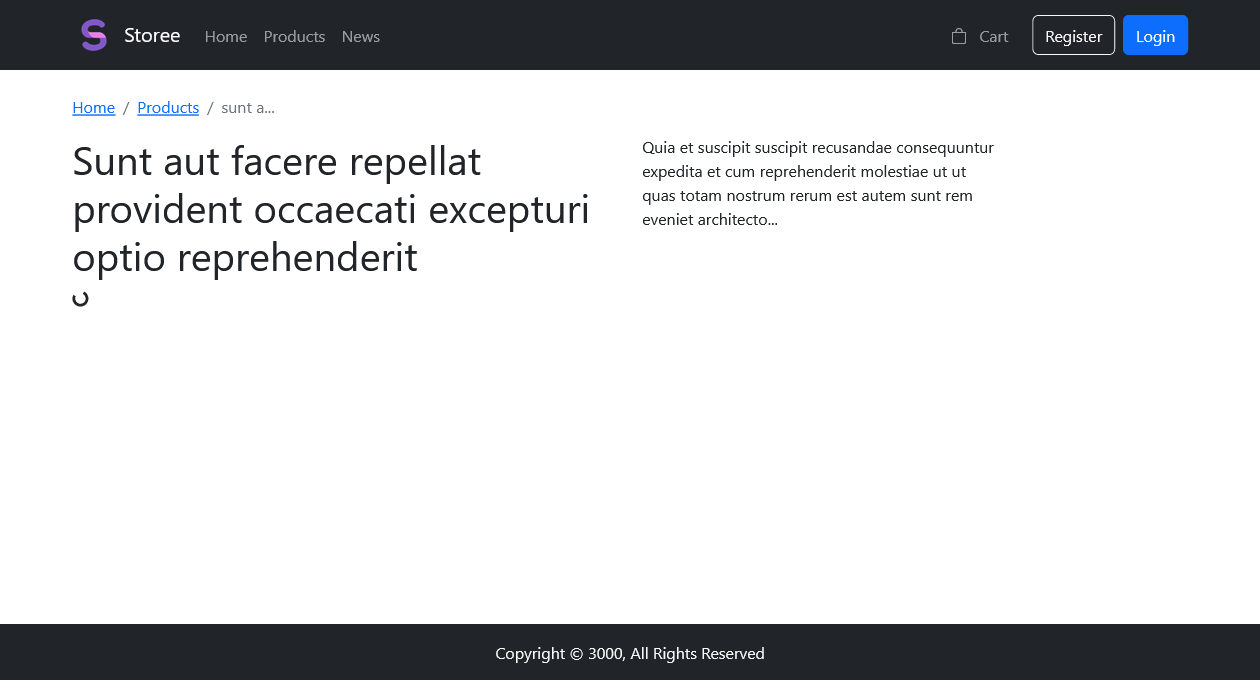 Storee Home Products News Cart Register Login
Home / Products / sunt a...
Sunt aut facere repellat
provident occaecati excepturi
optio reprehenderit
Quia et suscipit suscipit recusandae consequuntur
expedita et cum reprehenderit molestiae ut ut
quas totam nostrum rerum est autem sunt rem
eveniet architecto...
Copyright © 3000, All Rights Reserved